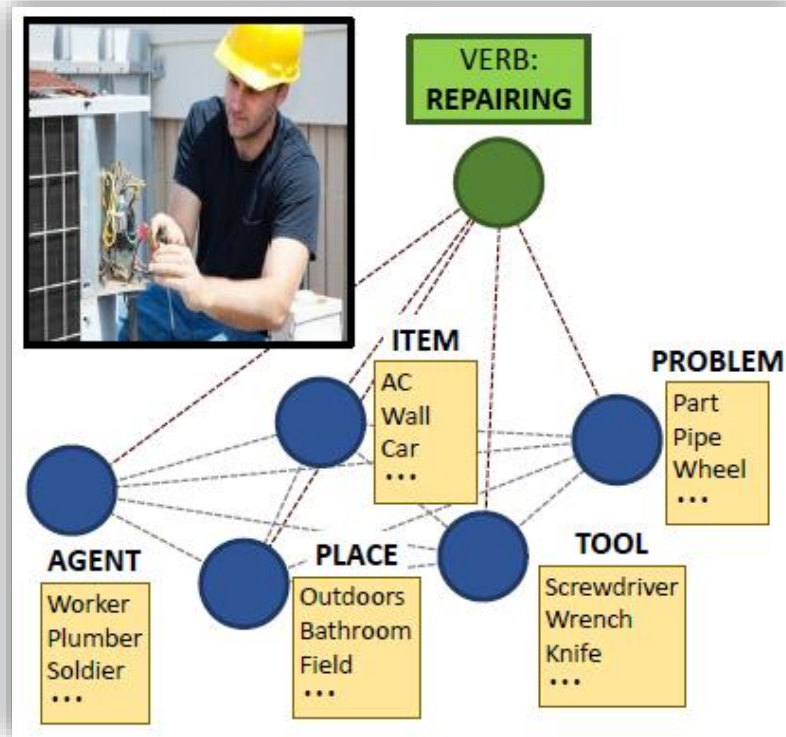 VERB:
REPAIRING
ITEM
AC
Wall
Car
...
PROBLEM
Part
Pipe
Wheel
...
AGENT
Worker
Plumber
Soldier
...
PLACE
Outdoors
Bathroom
Field
...
TOOL
Screwdriver
Wrench
Knife
...